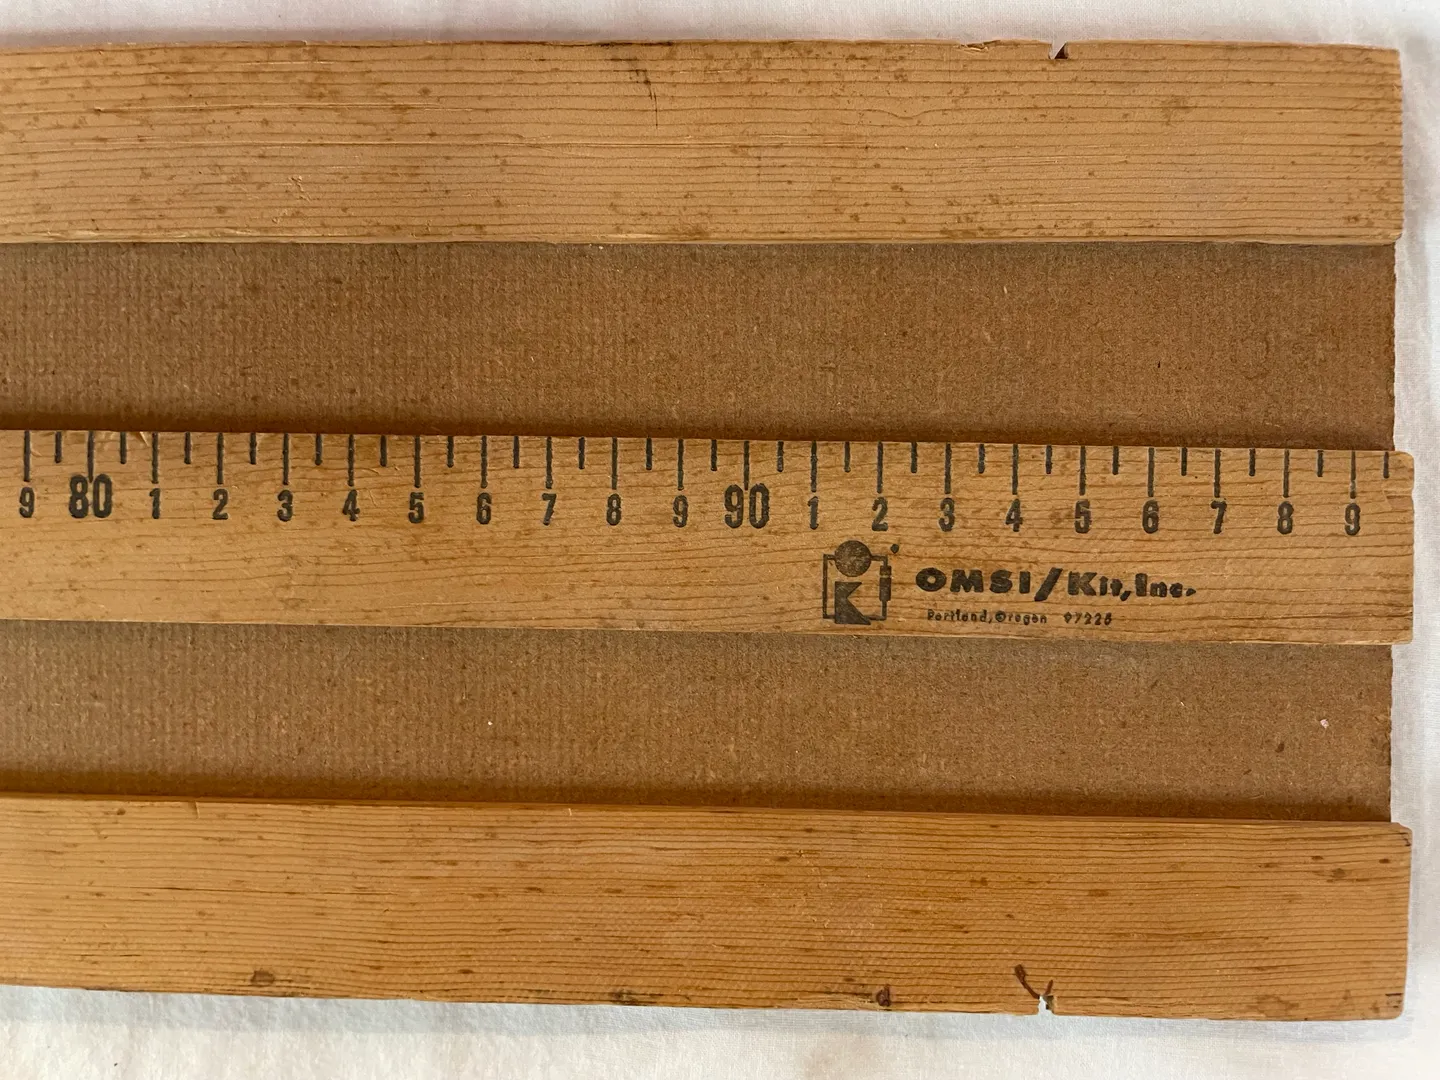 9 80 1 2 3 4 5 6 7 8 9 90 1 2 3 4 5 6 7 8 9
K
OMSI/Kit, Inc.
Portland, Oregon 97225